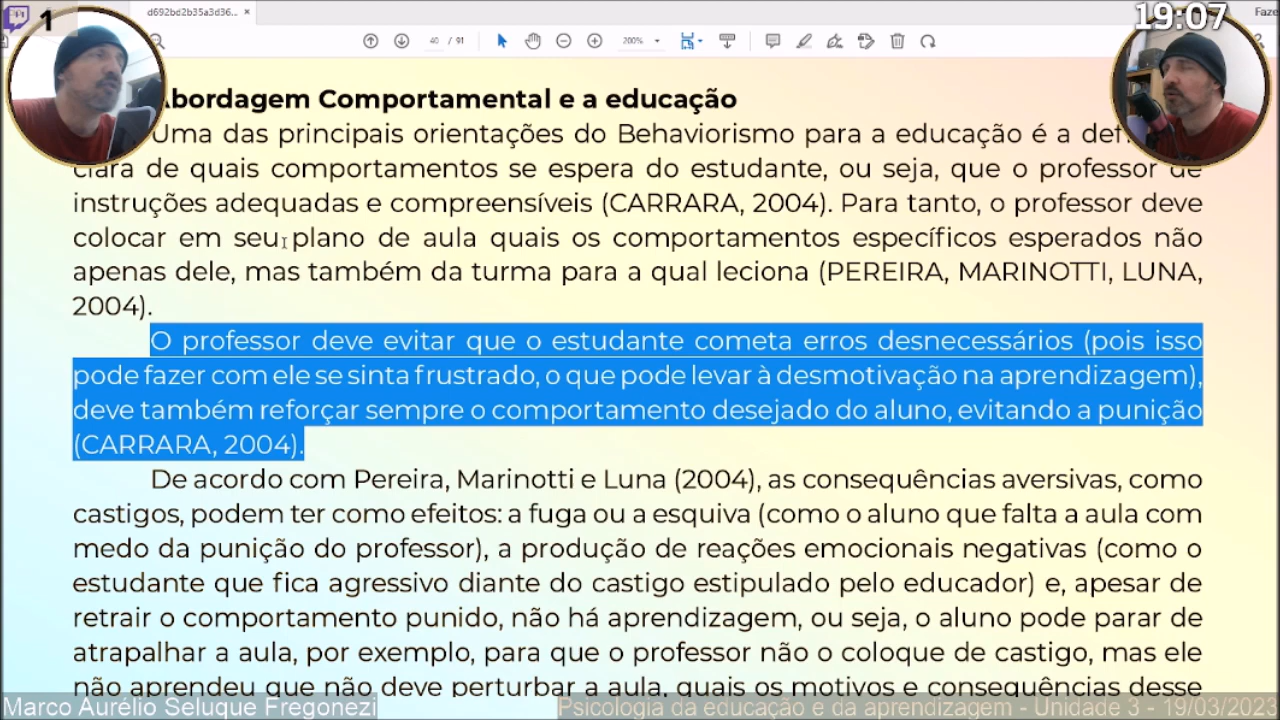 1
d692bd2b35a3d36...
×
19:07
Faze
40 / 91
200%
bordagem Comportamental e a educação
Uma das principais orientações do Behaviorismo para a educação é a def
clara de quais comportamentos se espera do estudante, ou seja, que o professor dê
instruções adequadas e compreensíveis (CARRARA, 2004). Para tanto, o professor deve
colocar em seu plano de aula quais os comportamentos específicos esperados não
apenas dele, mas também da turma para a qual leciona (PEREIRA, MARINOTTI, LUNA,
2004).
O professor deve evitar que o estudante cometa erros desnecessários (pois isso
pode fazer com ele se sinta frustrado, o que pode levar à desmotivação na aprendizagem),
deve também reforçar sempre o comportamento desejado do aluno, evitando a punição
(CARRARA, 2004).
De acordo com Pereira, Marinotti e Luna (2004), as consequências aversivas, como
castigos, podem ter como efeitos: a fuga ou a esquiva (como o aluno que falta a aula com
medo da punição do professor), a produção de reações emocionais negativas (como o
estudante que fica agressivo diante do castigo estipulado pelo educador) e, apesar de
retrair o comportamento punido, não há aprendizagem, ou seja, o aluno pode parar de
atrapalhar a aula, por exemplo, para que o professor não o coloque de castigo, mas ele
não aprendeu que não deve perturbar a aula, quais os motivos e consequências desse
Marco Aurélio Seluque Fregonezi
Psicologia da educação e da aprendizagem - Unidade 3 - 19/03/2023